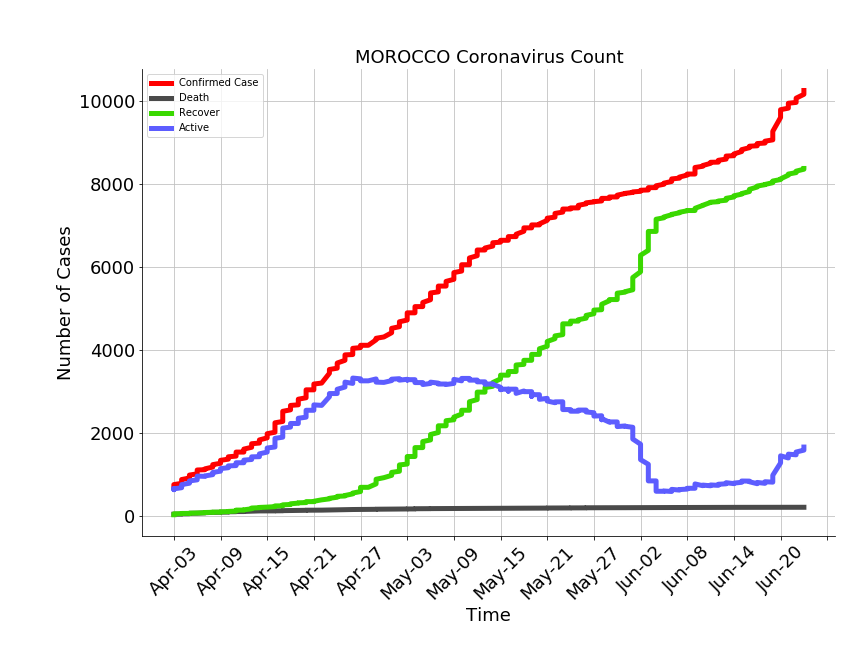 MOROCCO Coronavirus Count
Confirmed Case
Death
Recover
Active
10000
8000
6000
4000
2000
0
Number of Cases
Apr-03
Apr-09
Apr-15
Apr-21
Apr-27
May-03
May-09
May-15
May-21
May-27
Jun-02
Jun-08
Jun-14
Jun-20
Time